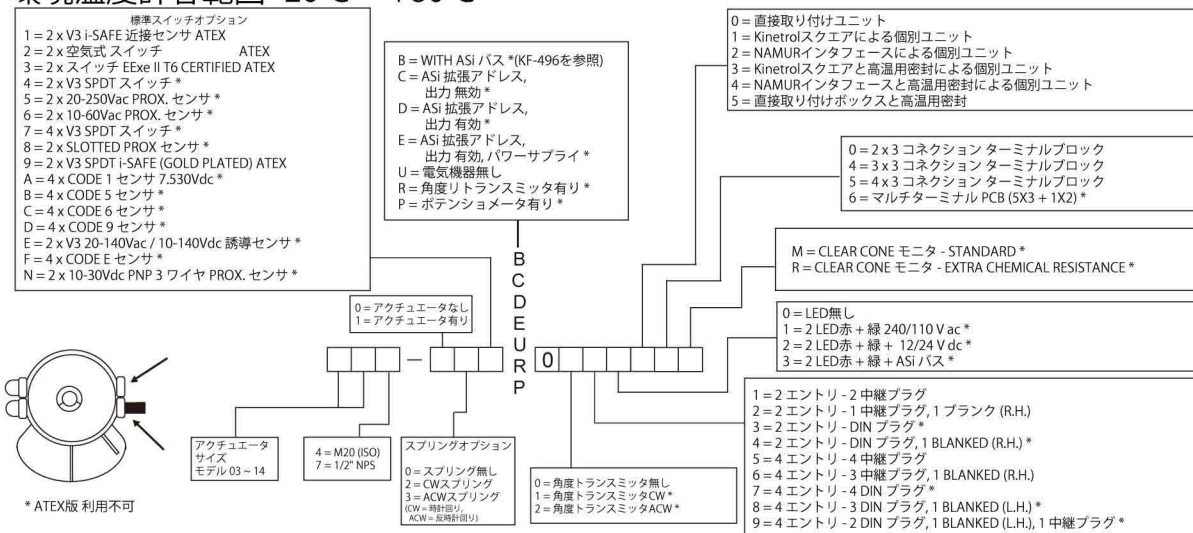 標準スイッチオプション
1 = 2 x V3 i-SAFE 近接センサ ATEX
2 = 2 x 空気式 スイッチ ATEX
3 = 2 x スイッチ EExe II T6 CERTIFIED ATEX
4 = 2 x V3 SPDT スイッチ *
5 = 2 x 20-250Vac PROX. センサ *
6 = 2 x 10-60Vac PROX. センサ *
7 = 4 x V3 SPDT スイッチ *
8 = 2 x SLOTTED PROX センサ *
9 = 2 x V3 SPDT i-SAFE (GOLD PLATED) ATEX
A = 4 x CODE 1 センサ 7.530Vdc *
B = 4 x CODE 5 センサ *
C = 4 x CODE 6 センサ *
D = 4 x CODE 9 センサ *
E = 2 x V3 20-140Vac / 10-140Vdc 誘導センサ *
F = 4 x CODE E センサ *
N = 2 x 10-30Vdc PNP 3 ワイヤ PROX. センサ *
B = WITH ASi バス *(KF-496を参照)
C = ASi 拡張アドレス,
出力 無効 *
D = ASi 拡張アドレス,
出力 有効 *
E = ASi 拡張アドレス,
出力 有効, パワーサプライ *
U = 電気機器無し
R = 角度リトランスミッタ有り *
P = ポテンショメータ有り *
0 = 直接取り付けユニット
1 = Kinetrolスクエアによる個別ユニット
2 = NAMURインタフェースによる個別ユニット
3 = Kinetrolスクエアと高温用密封による個別ユニット
4 = NAMURインタフェースと高温用密封による個別ユニット
5 = 直接取り付けボックスと高温用密封
0 = 2 x 3 コネクション ターミナルブロック
4 = 3 x 3 コネクション ターミナルブロック
5 = 4 x 3 コネクション ターミナルブロック
6 = マルチターミナル PCB (5X3 + 1X2) *
M = CLEAR CONE モニタ - STANDARD *
R = CLEAR CONE モニタ - EXTRA CHEMICAL RESISTANCE *
0 = LED無し
1 = 2 LED赤 + 緑 240/110 V ac *
2 = 2 LED赤 + 緑 + 12/24 V dc *
3 = 2 LED赤 + 緑 + ASi バス *
0 = アクチュエータなし
1 = アクチュエータ有り
B
C
D
E
U
R
P
–
0
アクチュエータ
サイズ
モデル 03 ~ 14
4 = M20 (ISO)
7 = 1/2" NPS
スプリングオプション
0 = スプリング無し
2 = CWスプリング
3 = ACWスプリング
(CW = 時計回り,
ACW = 反時計回り)
0 = 角度トランスミッタ無し
1 = 角度トランスミッタCW *
2 = 角度トランスミッタACW *
1 = 2 エントリ - 2 中継プラグ
2 = 2 エントリ - 1 中継プラグ, 1 ブランク (R.H.)
3 = 2 エントリ - DIN プラグ *
4 = 2 エントリ - DIN プラグ, 1 BLANKED (R.H.) *
5 = 4 エントリ - 4 中継プラグ
6 = 4 エントリ - 3 中継プラグ, 1 BLANKED (R.H.)
7 = 4 エントリ - 4 DIN プラグ *
8 = 4 エントリ - 3 DIN プラグ, 1 BLANKED (L.H.) *
9 = 4 エントリ - 2 DIN プラグ, 1 BLANKED (L.H.), 1 中継プラグ *
* ATEX版 利用不可